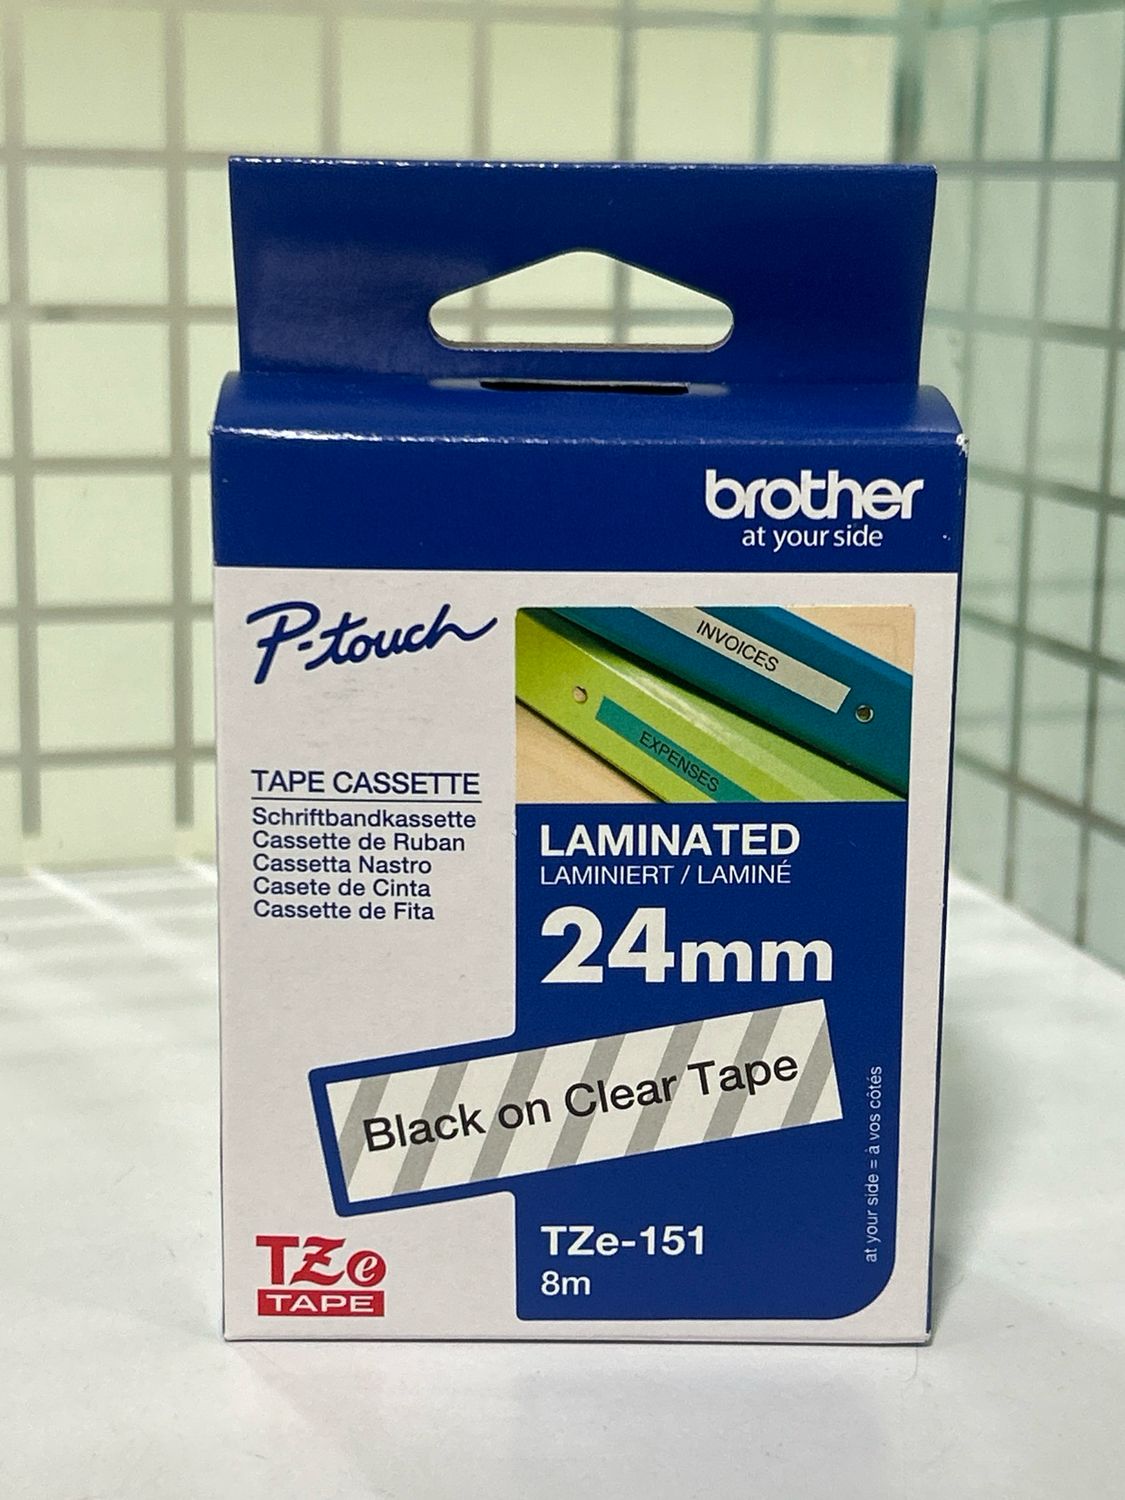 brother
at your side
P-touch
INVOICES
EXPENSES
TAPE CASSETTE
Schriftbandkassette
Cassette de Ruban
Cassetta Nastro
Casete de Cinta
Cassette de Fita
LAMINATED
LAMINIERT / LAMINÉ
24mm
Black on Clear Tape
at your side = à vos côtés
TZe-151
8m
TZe
TAPE